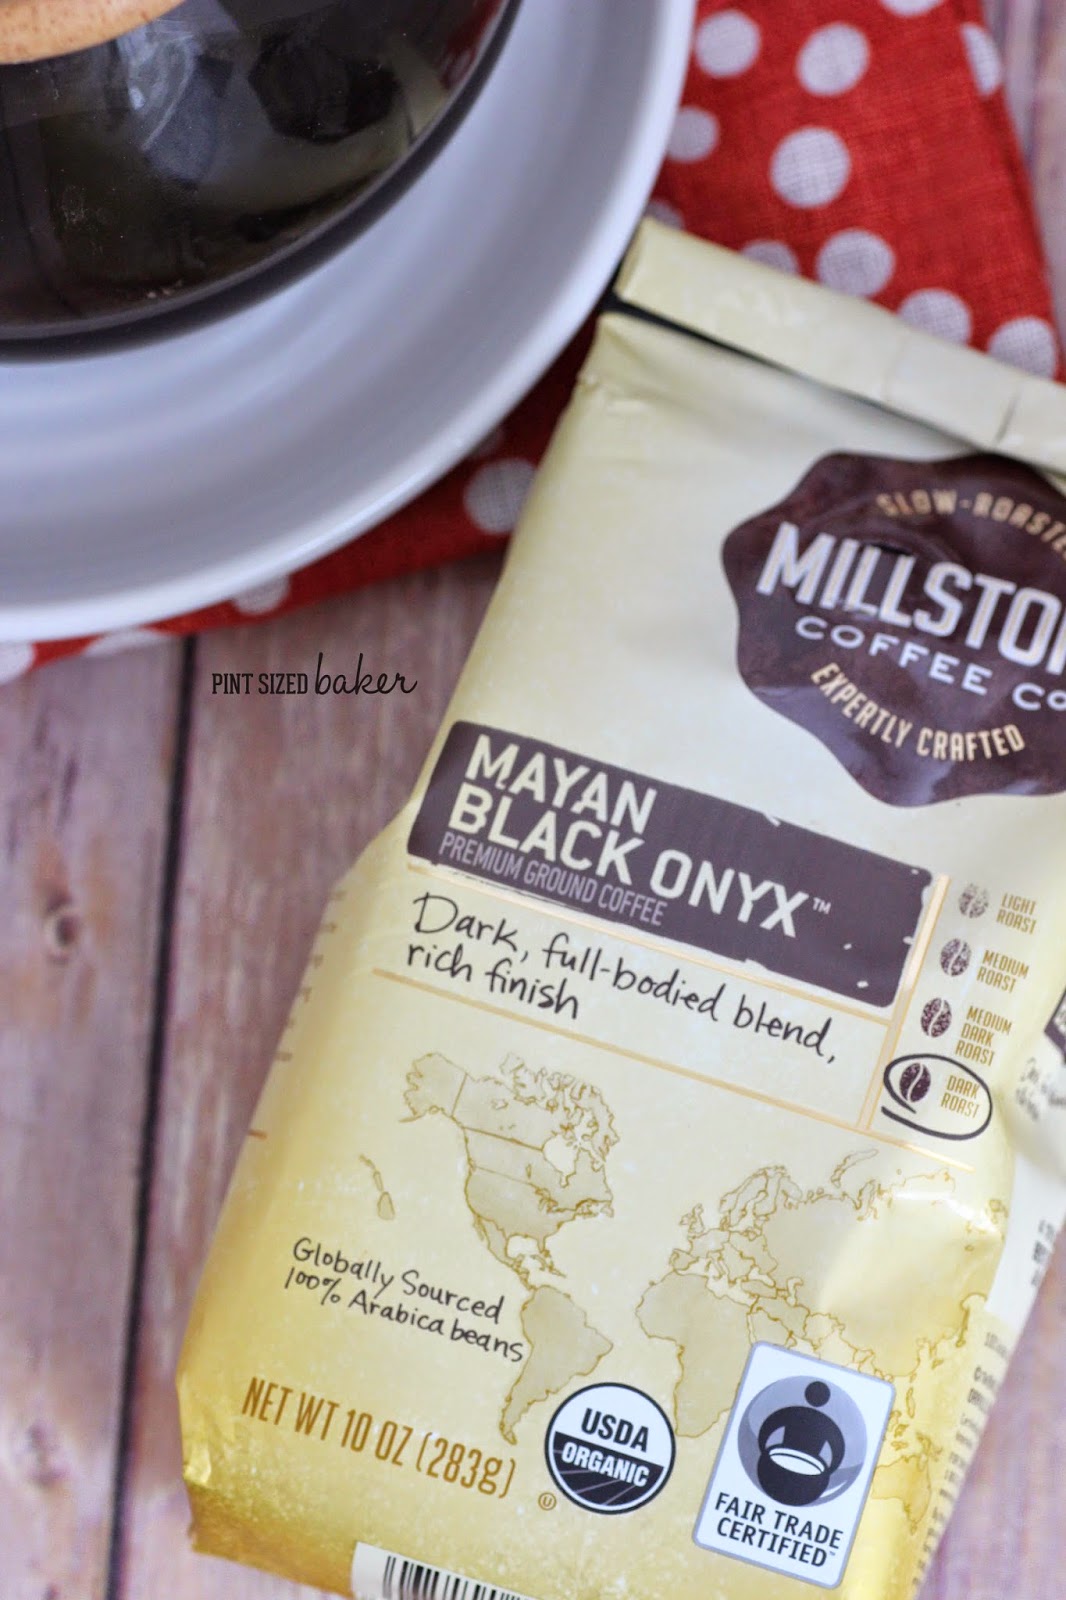 SLOW-ROASTE
MILLSTO
COFFEE CO
EXPERTLY CRAFTED
PINT SIZED baker
MAYAN
BLACK ONYX™
PREMIUM GROUND COFFEE
Dark, full-bodied blend,
rich finish
LIGHT
ROAST
MEDIUM
ROAST
MEDIUM
DARK
ROAST
DARK
ROAST
Globally Sourced
100% Arabica beans
NET WT 10 OZ (283g)
U
USDA
ORGANIC
FAIR TRADE
CERTIFIED™